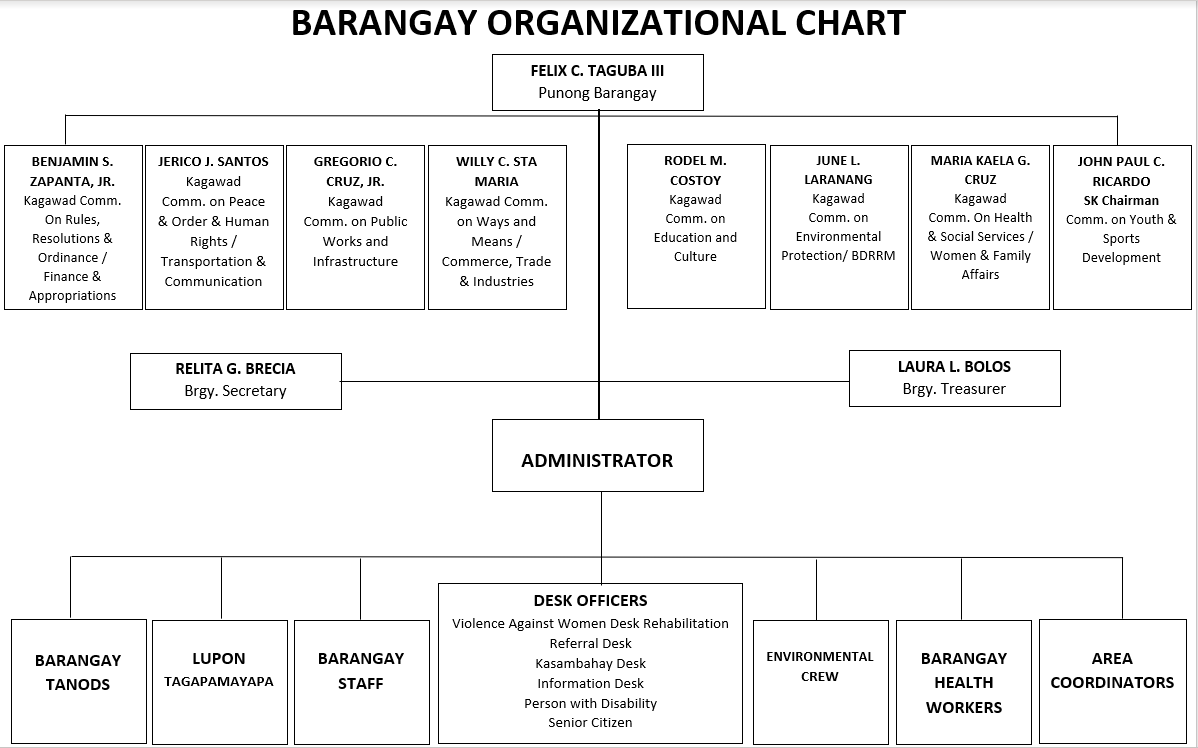 BARANGAY ORGANIZATIONAL CHART
FELIX C. TAGUBA III
Punong Barangay
BENJAMIN S.
ZAPANTA, JR.
Kagawad Comm.
On Rules,
Resolutions &
Ordinance /
Finance &
Appropriations
JERICO J. SANTOS
Kagawad
Comm. on Peace
& Order & Human
Rights /
Transportation &
Communication
GREGORIO C.
CRUZ, JR.
Kagawad
Comm. on Public
Works and
Infrastructure
WILLY C. STA
MARIA
Kagawad Comm.
on Ways and
Means /
Commerce, Trade
& Industries
RODEL M.
COSTOY
Kagawad
Comm. on
Education and
Culture
JUNE L.
LARANANG
Kagawad
Comm. on
Environmental
Protection/ BDRRM
MARIA KAELA G.
CRUZ
Kagawad
Comm. On Health
& Social Services /
Women & Family
Affairs
JOHN PAUL C.
RICARDO
SK Chairman
Comm. on Youth &
Sports
Development
RELITA G. BRECIA
Brgy. Secretary
LAURA L. BOLOS
Brgy. Treasurer
ADMINISTRATOR
BARANGAY
TANODS
LUPON
TAGAPAMAYAPA
BARANGAY
STAFF
DESK OFFICERS
Violence Against Women Desk Rehabilitation
Referral Desk
Kasambahay Desk
Information Desk
Person with Disability
Senior Citizen
ENVIRONMENTAL
CREW
BARANGAY
HEALTH
WORKERS
AREA
COORDINATORS